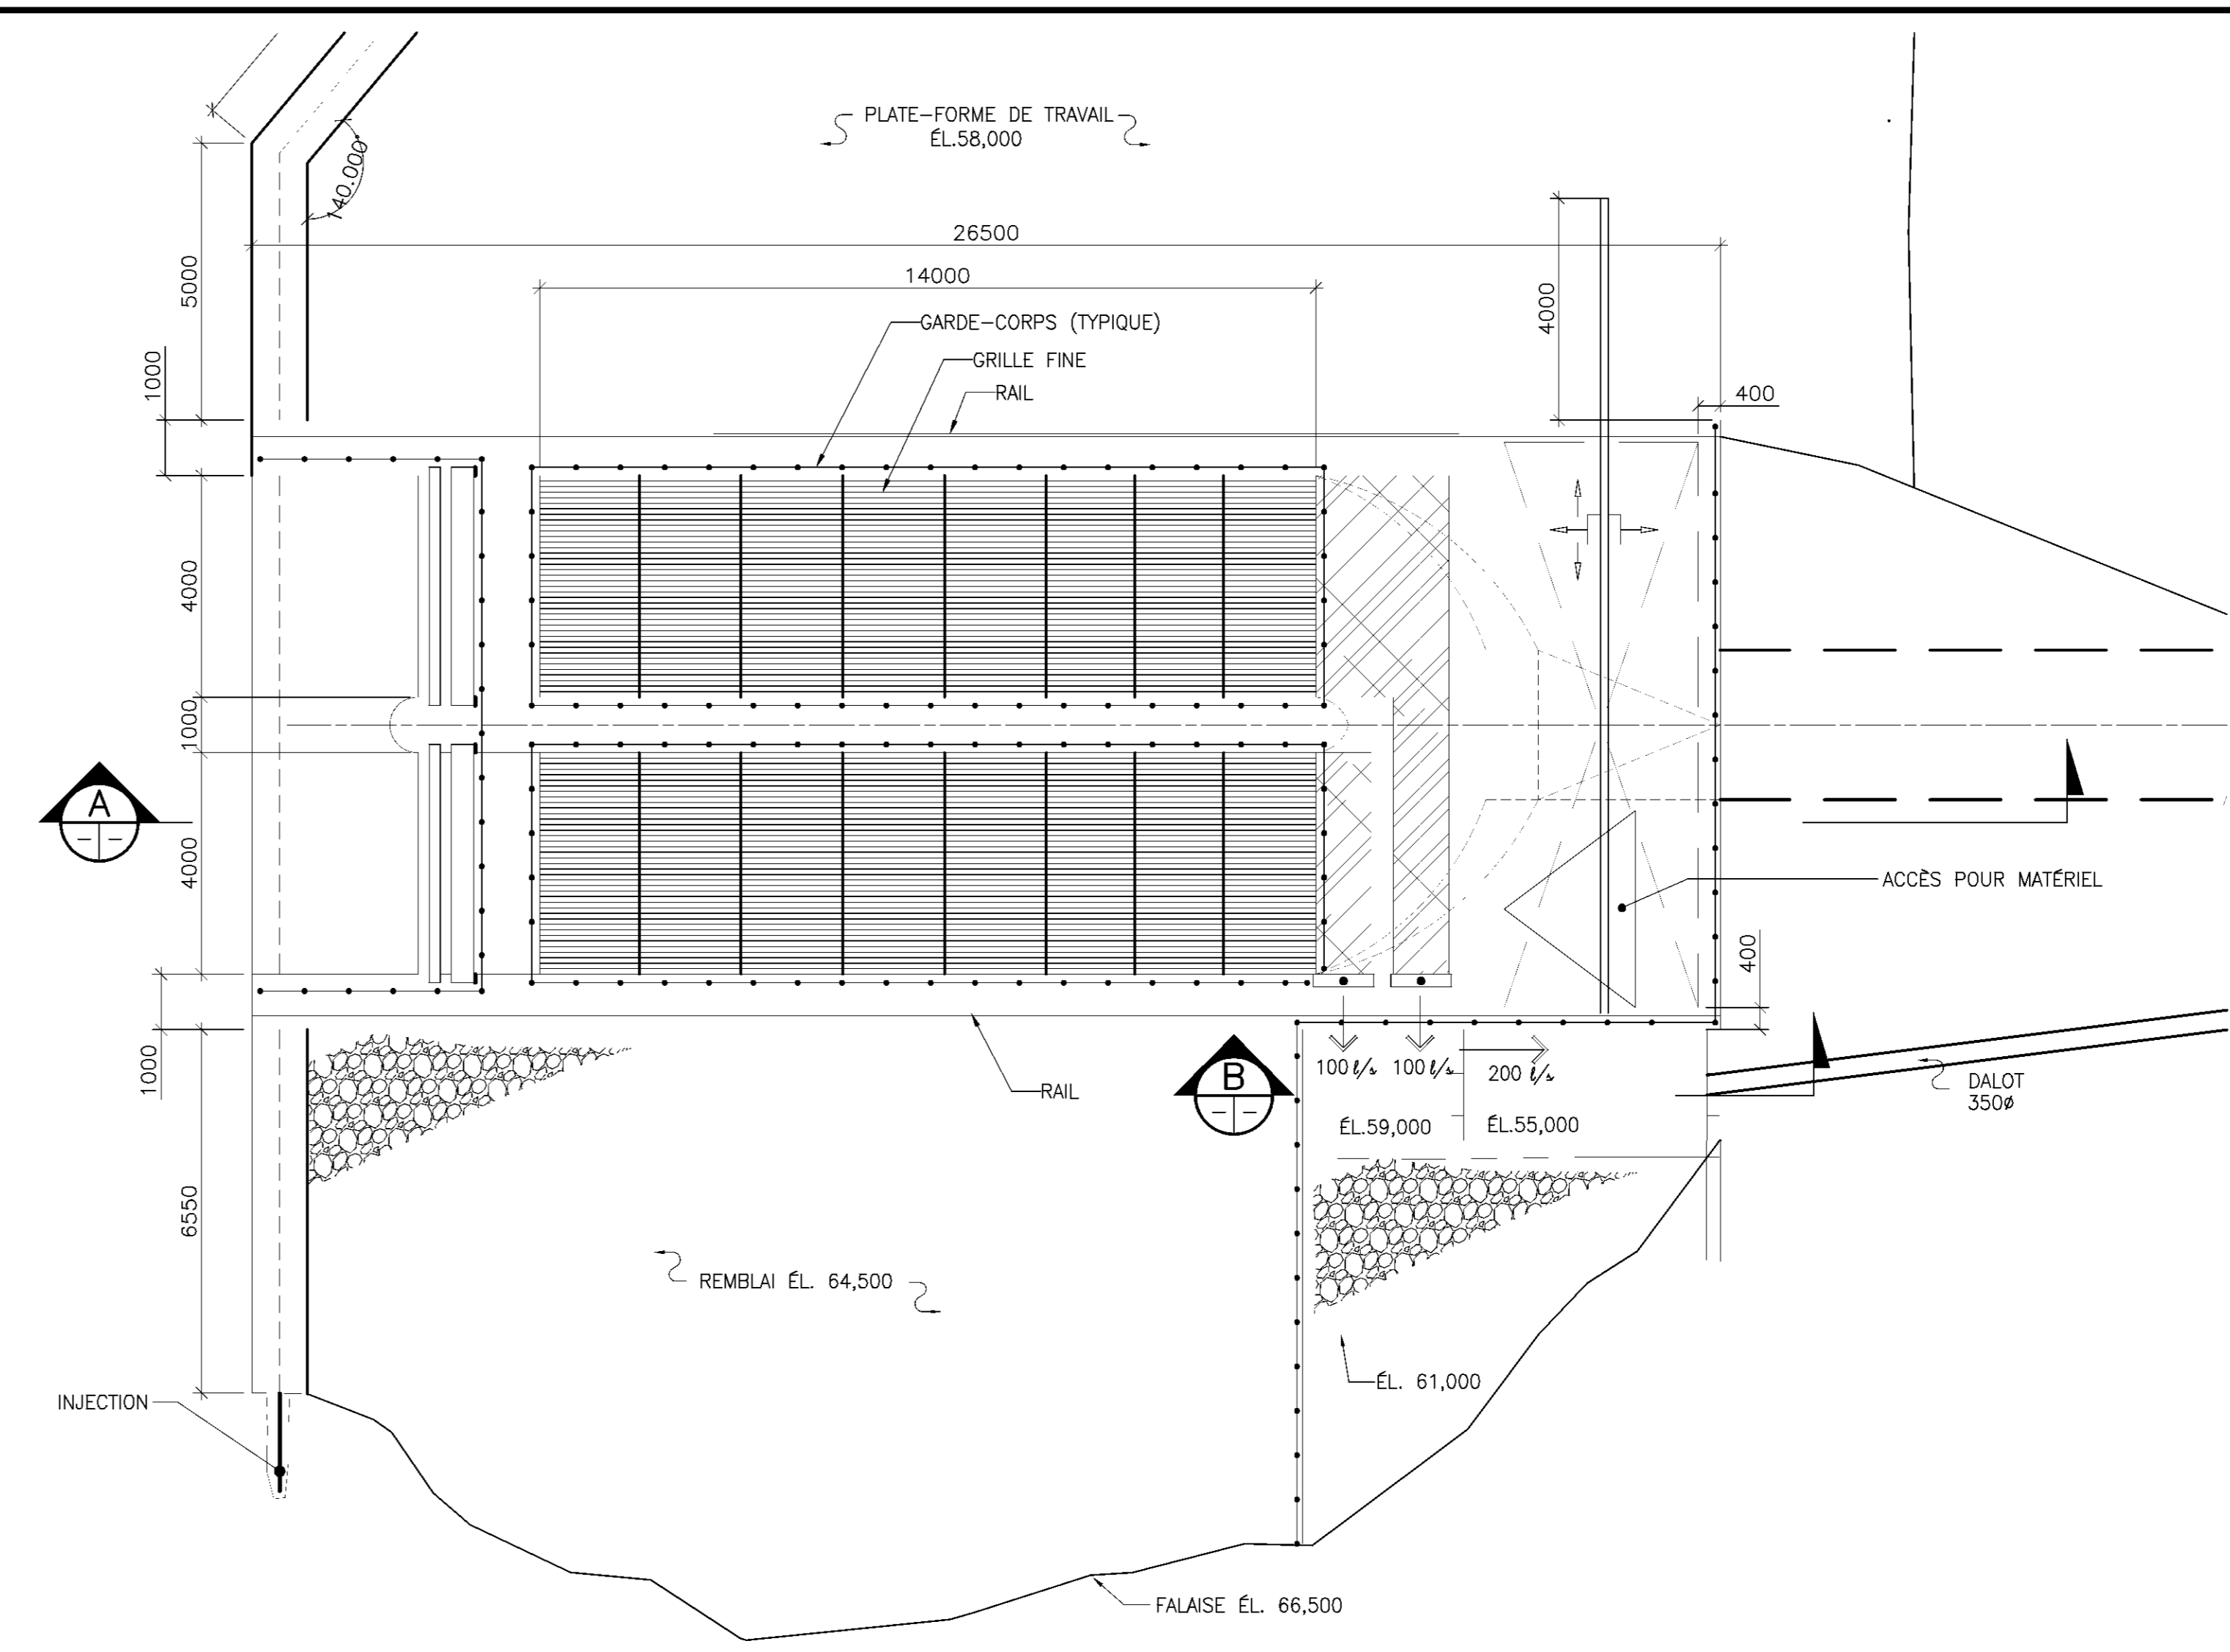 PLATE-FORME DE TRAVAIL
ÉL.58,000
140.000
26500
5000
14000
4000
GARDE-CORPS (TYPIQUE)
GRILLE FINE
RAIL
1000
400
4000
1000
A
- -
4000
ACCÈS POUR MATÉRIEL
400
1000
B
- -
100 ℓ/s
100 ℓ/s
200 ℓ/s
RAIL
DALOT
350ø
ÉL.59,000
ÉL.55,000
6550
REMBLAI ÉL. 64,500
ÉL. 61,000
INJECTION
FALAISE ÉL. 66,500